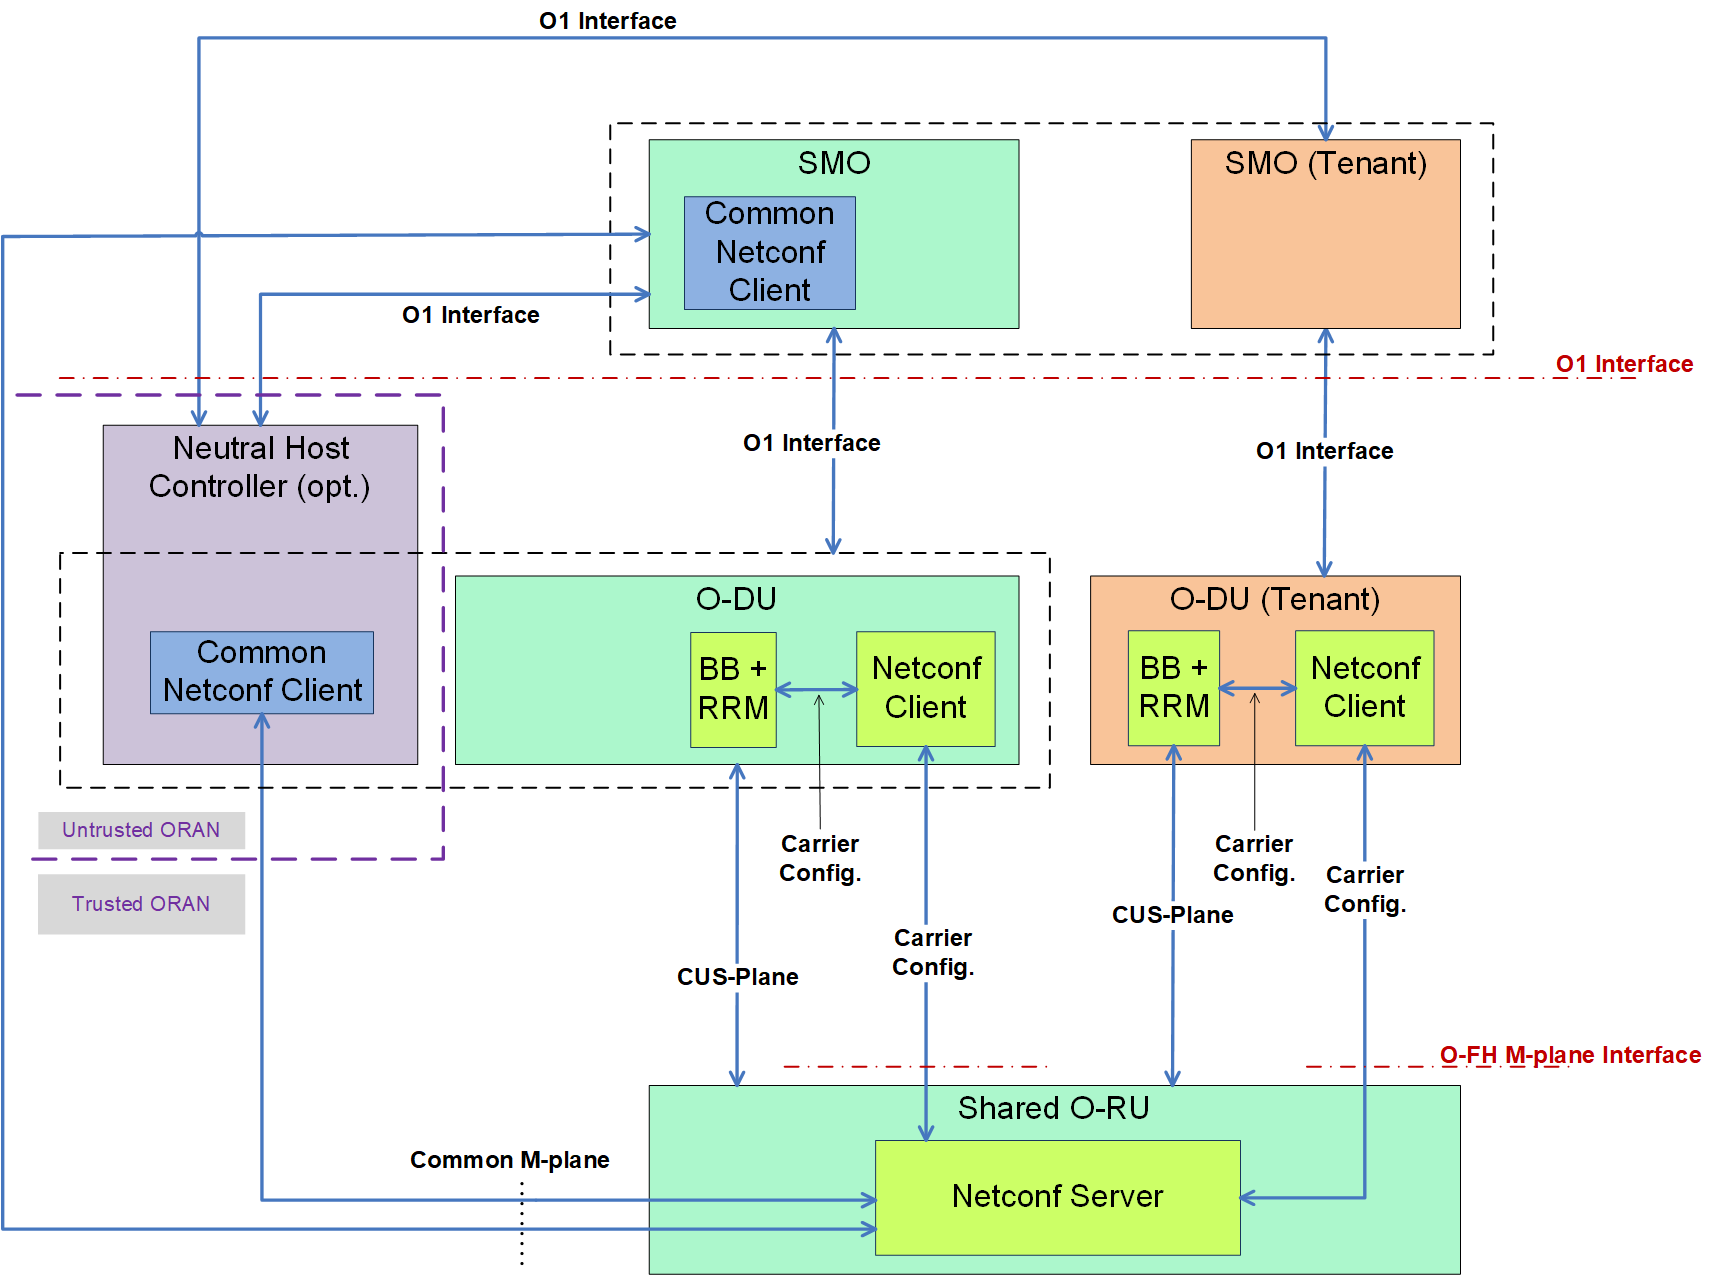 O1 Interface
SMO
SMO (Tenant)
Common
Netconf
Client
O1 Interface
O1 Interface
Neutral Host
Controller (opt.)
O1 Interface
O1 Interface
Common
Netconf Client
O-DU
BB +
RRM
Netconf
Client
O-DU (Tenant)
BB +
RRM
Netconf
Client
Untrusted ORAN
Trusted ORAN
Carrier
Config.
Carrier
Config.
Carrier
Config.
CUS-Plane
Carrier
Config.
CUS-Plane
O-FH M-plane Interface
Shared O-RU
Common M-plane
Netconf Server